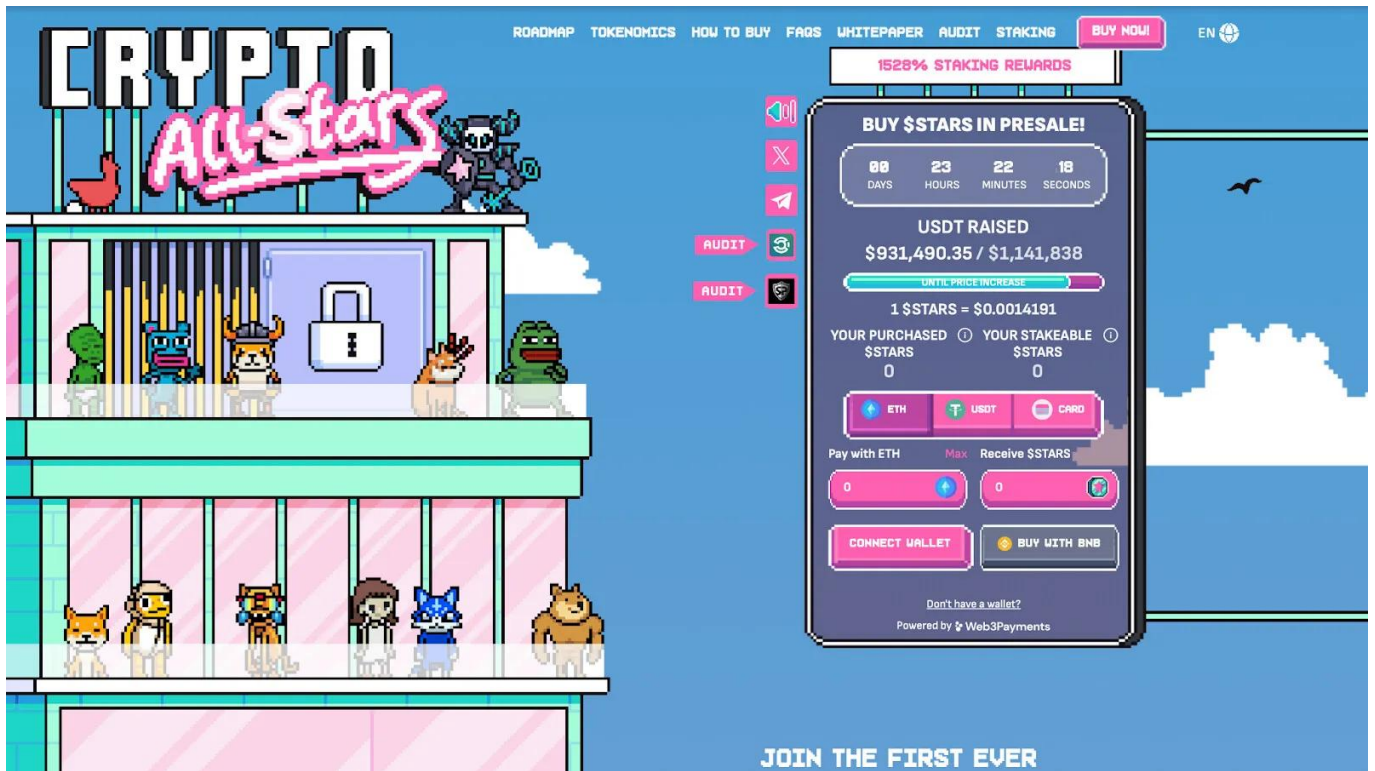 CRYPTO
All-Stars
ROADMAP TOKENOMICS HOW TO BUY FAQS WHITEPAPER AUDIT STAKING BUY NOW! EN
1528% STAKING REWARDS
BUY $STARS IN PRESALE!
00 23 22 18
DAYS HOURS MINUTES SECONDS
AUDIT
AUDIT
USDT RAISED
$931,490.35 / $1,141,838
UNTIL PRICE INCREASE
1 $STARS = $0.0014191
YOUR PURCHASED YOUR STAKEABLE
$STARS $STARS
0 0
ETH USDT CARD
Pay with ETH Max Receive $STARS
0 0
CONNECT WALLET BUY WITH BNB
Don't have a wallet?
Powered by Web3Payments
JOIN THE FIRST EVER